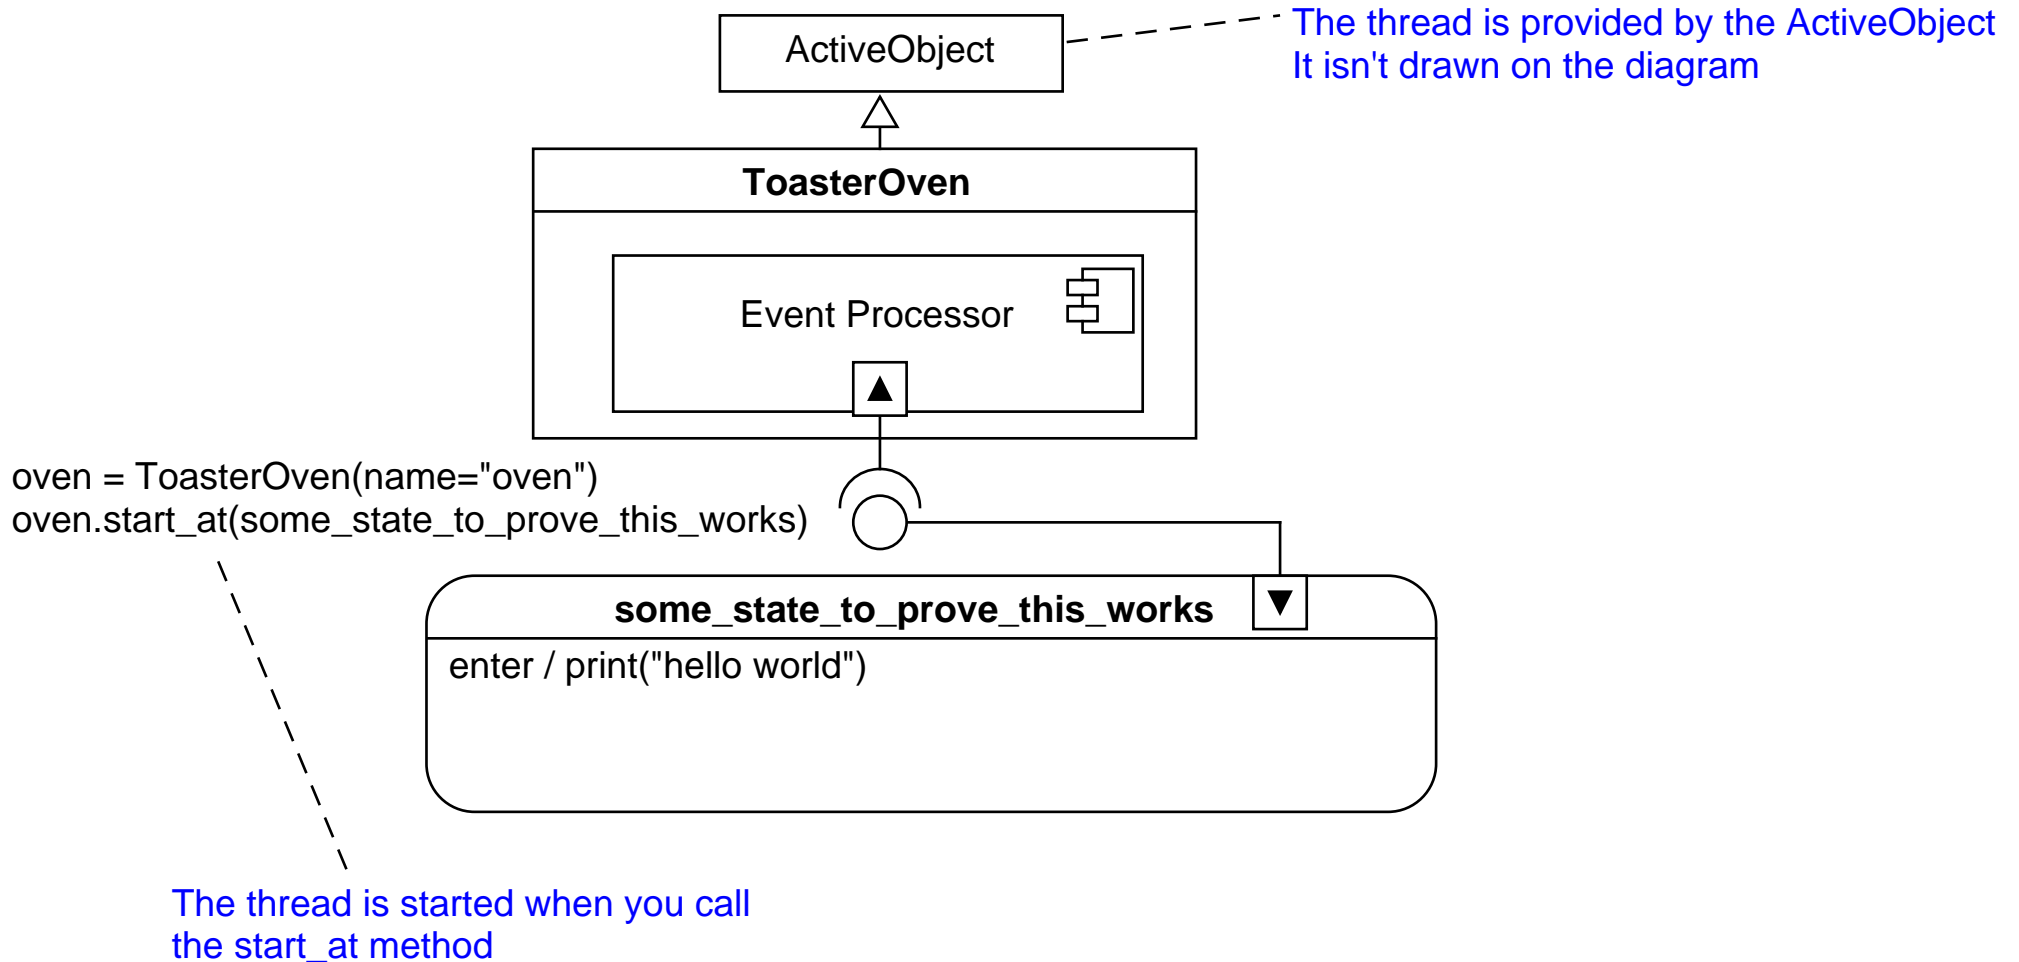 ActiveObject
The thread is provided by the ActiveObject
It isn't drawn on the diagram
ToasterOven
Event Processor
oven = ToasterOven(name="oven")
oven.start_at(some_state_to_prove_this_works)
some_state_to_prove_this_works
enter / print("hello world")
The thread is started when you call
the start_at method